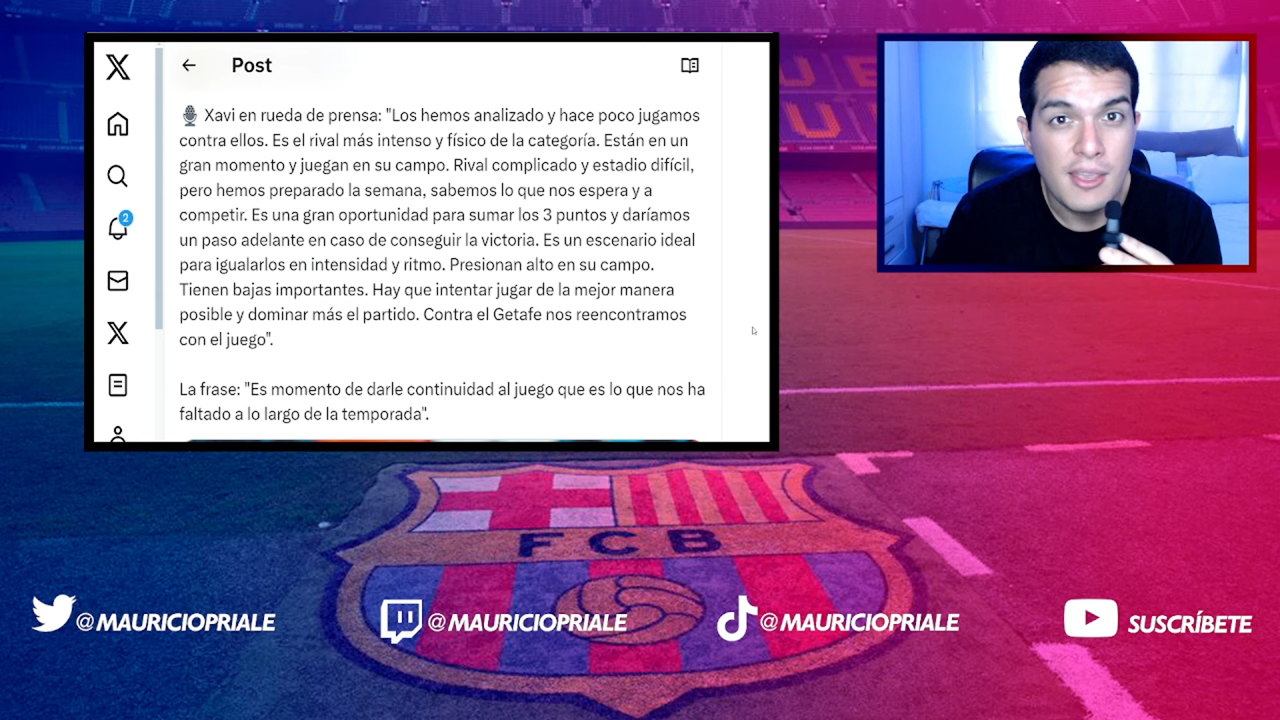 Post
Xavi en rueda de prensa: "Los hemos analizado y hace poco jugamos
contra ellos. Es el rival más intenso y físico de la categoría. Están en un
gran momento y juegan en su campo. Rival complicado y estadio difícil,
pero hemos preparado la semana, sabemos lo que nos espera y a
competir. Es una gran oportunidad para sumar los 3 puntos y daríamos
un paso adelante en caso de conseguir la victoria. Es un escenario ideal
para igualarlos en intensidad y ritmo. Presionan alto en su campo.
Tienen bajas importantes. Hay que intentar jugar de la mejor manera
posible y dominar más el partido. Contra el Getafe nos reencontramos
con el juego".
La frase: "Es momento de darle continuidad al juego que es lo que nos ha
faltado a lo largo de la temporada".
2
FCB
@MAURICIOPRIALE
@MAURICIOPRIALE
@MAURICIOPRIALE
SUSCRÍBETE